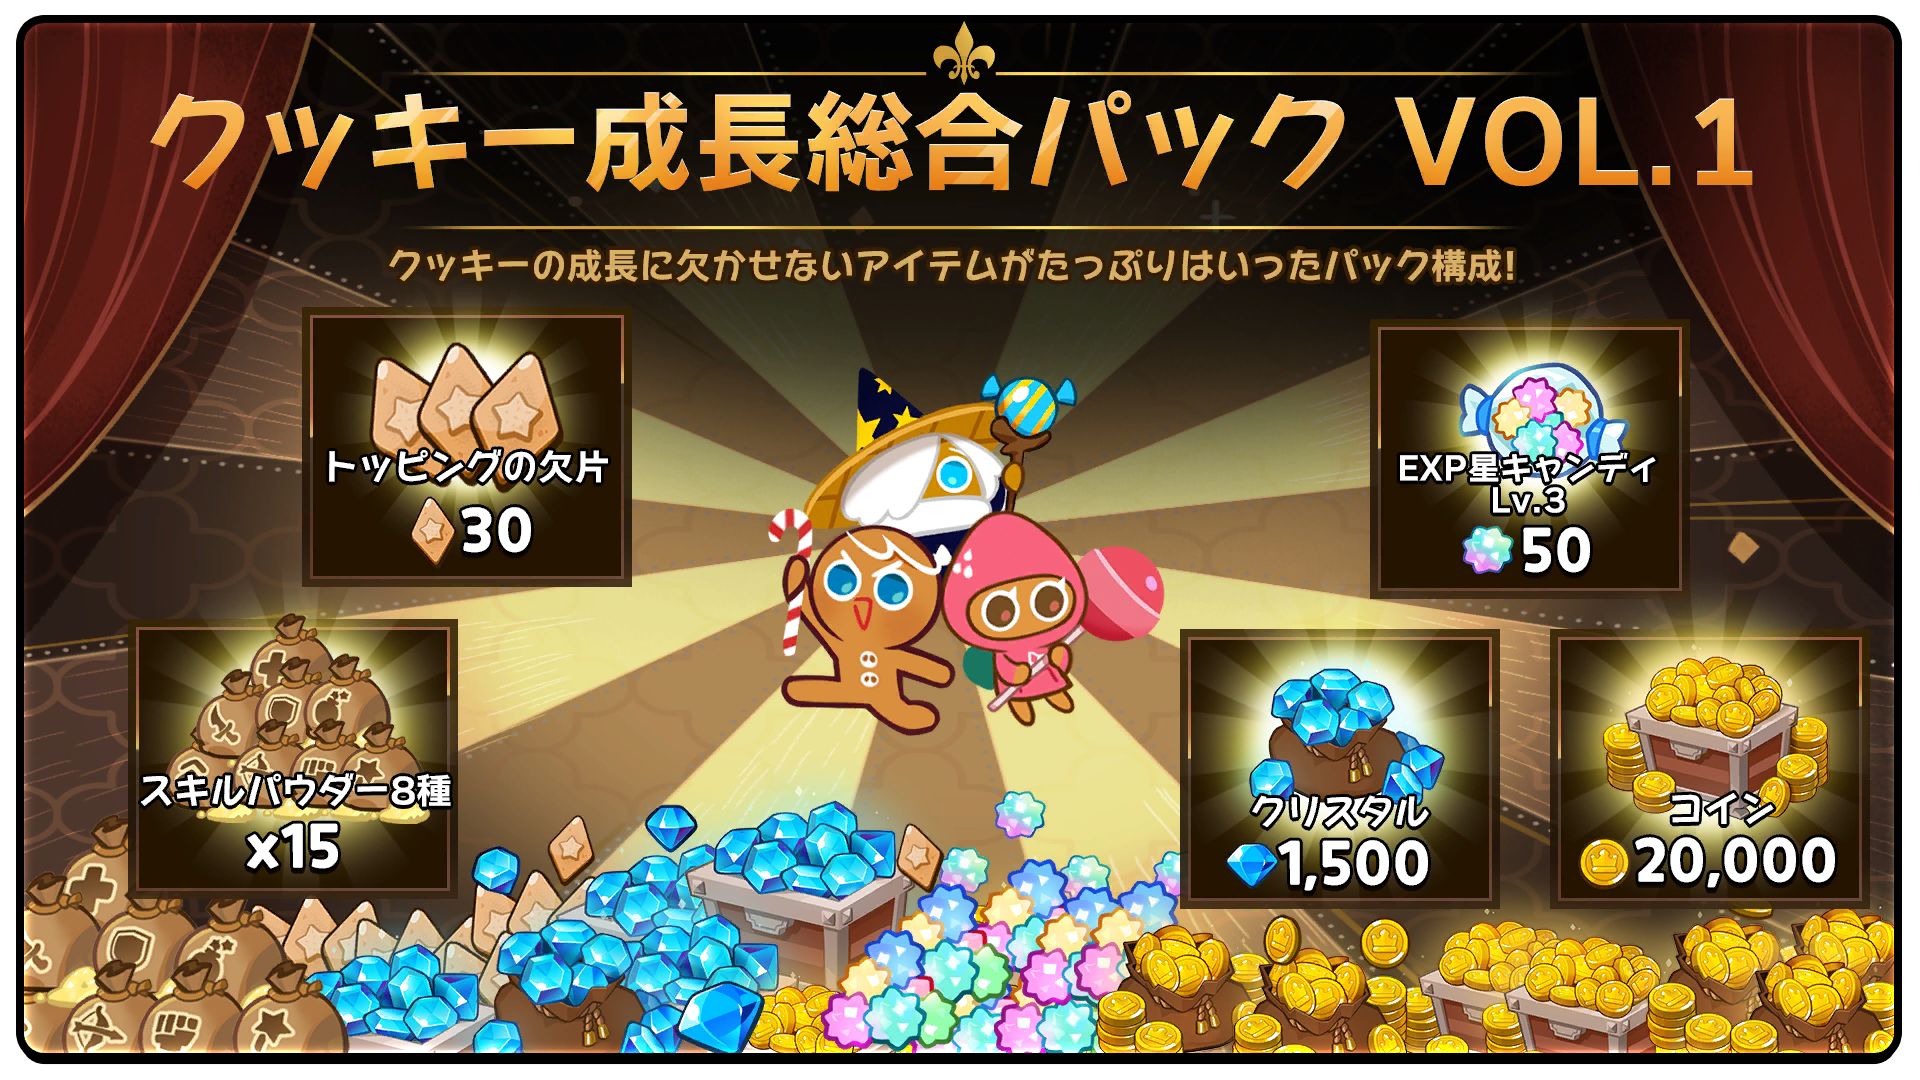 クッキー成長総合パック VOL.1
クッキーの成長に欠かせないアイテムがたっぷりはいったパック構成!
トッピングの欠片
30
EXP星キャンディ
Lv.3
50
スキルパウダー8種
x15
クリスタル
1,500
コイン
20,000